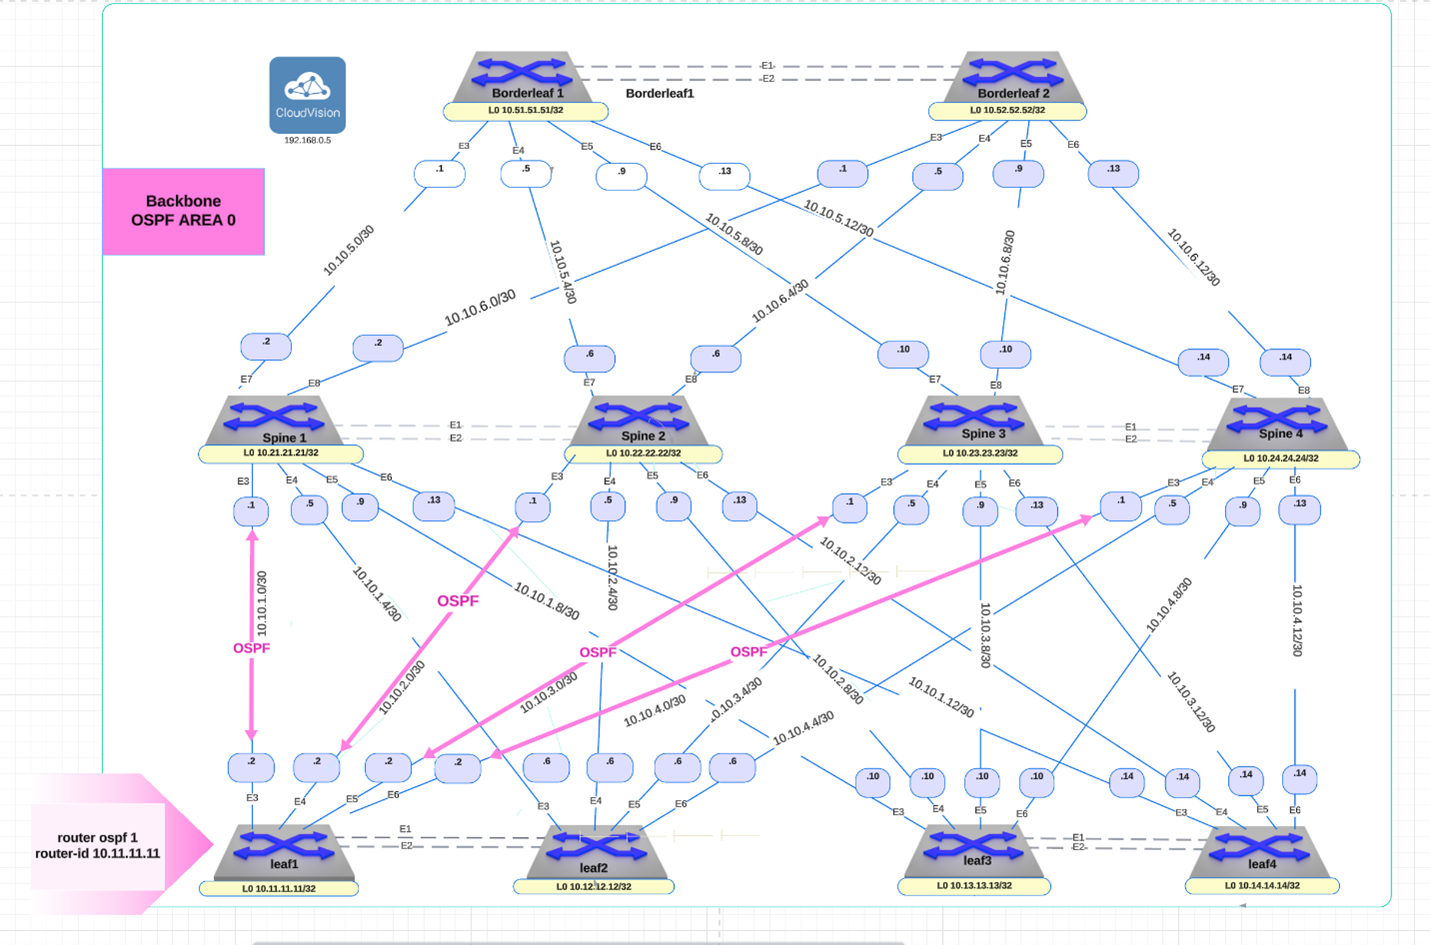 E1
E2
Borderleaf 1
Borderleaf1
Borderleaf 2
L0 10.51.51.51/32
L0 10.52.52.52/32
CloudVision
192.168.0.5
E3
E4
E5
E6
E3
E4
E5
E6
.1
.5
.9
.13
.1
.5
.9
.13
Backbone
OSPF AREA 0
10.10.5.0/30
10.10.5.4/30
10.10.5.8/30
10.10.5.12/30
10.10.6.0/30
10.10.6.4/30
10.10.6.8/30
10.10.6.12/30
.2
.2
.6
.6
.10
.10
.14
.14
E7
E8
E7
E8
E7
E8
E7
E8
Spine 1
E1
E2
Spine 2
Spine 3
E1
E2
Spine 4
L0 10.21.21.21/32
L0 10.22.22.22/32
L0 10.23.23.23/32
L0 10.24.24.24/32
E3
E4
E5
E6
E3
E4
E5
E6
E3
E4
E5
E6
E3
E4
E5
E6
.1
.5
.9
.13
.1
.5
.9
.13
.1
.5
.9
.13
.1
.5
.9
.13
10.10.1.0/30
10.10.1.4/30
10.10.1.8/30
10.10.2.4/30
10.10.2.12/30
10.10.3.8/30
10.10.4.8/30
10.10.4.12/30
OSPF
OSPF
OSPF
OSPF
10.10.2.0/30
10.10.3.0/30
10.10.4.0/30
10.10.3.4/30
10.10.4.4/30
10.10.2.8/30
10.10.1.12/30
10.10.3.12/30
.2
.2
.2
.2
.6
.6
.6
.6
.10
.10
.10
.10
.14
.14
.14
.14
E3
E4
E5
E6
E3
E4
E5
E6
E3
E4
E5
E6
E3
E4
E5
E6
router ospf 1
router-id 10.11.11.11
leaf1
E1
E2
leaf2
leaf3
E1
E2
leaf4
L0 10.11.11.11/32
L0 10.12.12.12/32
L0 10.13.13.13/32
L0 10.14.14.14/32